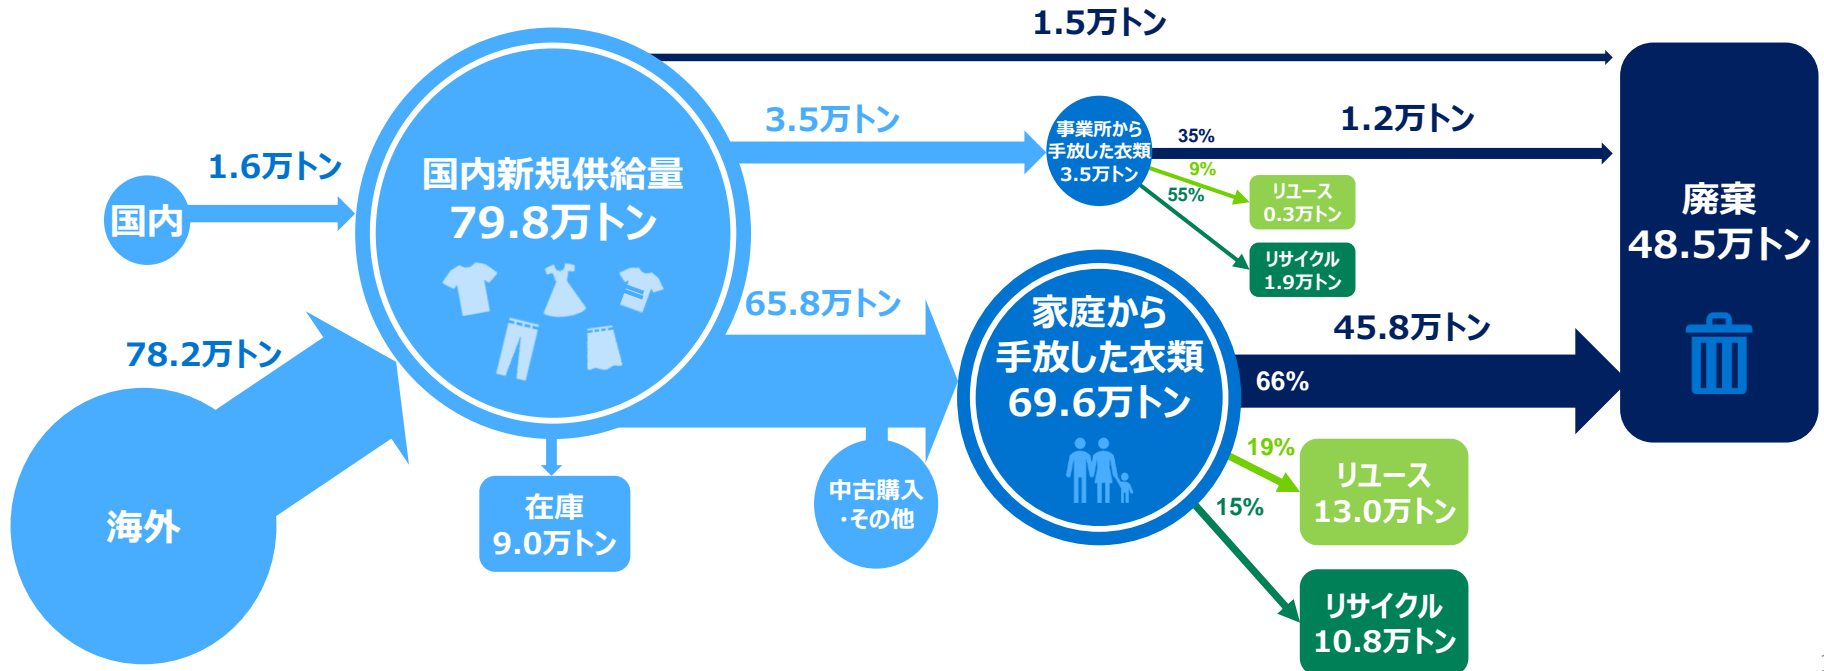 1.5万トン
3.5万トン
事業所から
手放した衣類
3.5万トン
35%
1.2万トン
9%
55%
リユース
0.3万トン
リサイクル
1.9万トン
国内
1.6万トン
国内新規供給量
79.8万トン
廃棄
48.5万トン
78.2万トン
海外
65.8万トン
家庭から
手放した衣類
69.6万トン
45.8万トン
66%
19%
リユース
13.0万トン
15%
リサイクル
10.8万トン
在庫
9.0万トン
中古購入
・その他